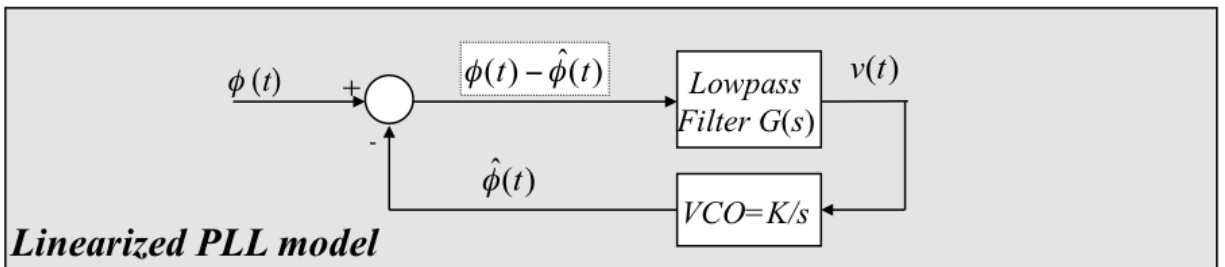 ϕ(t)
+
-
ϕ(t) − ϕ̂(t)
Lowpass
Filter G(s)
v(t)
ϕ̂(t)
VCO=K/s
Linearized PLL model